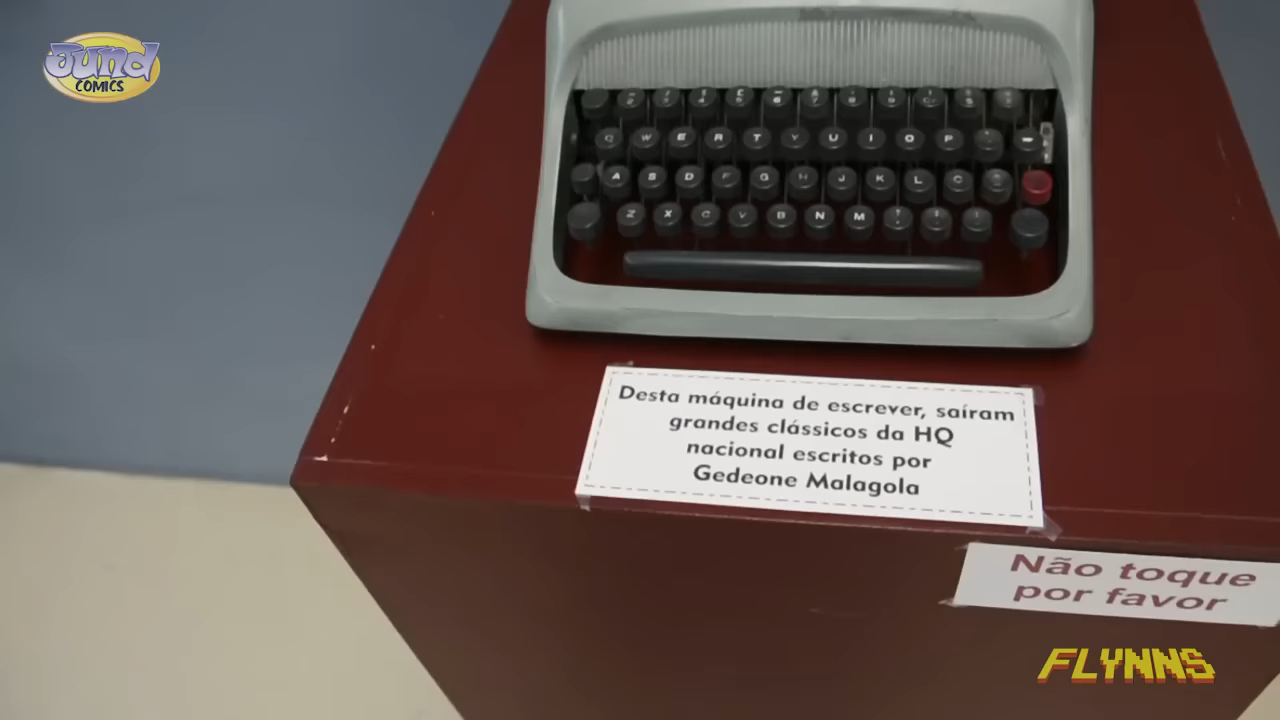 Jund
COMICS
Q W E R T Y U I O P
A S D F G H J K L Ç
Z X C V B N M
Desta máquina de escrever, saíram
grandes clássicos da HQ
nacional escritos por
Gedeone Malagola
Não toque
por favor
FLYNNS